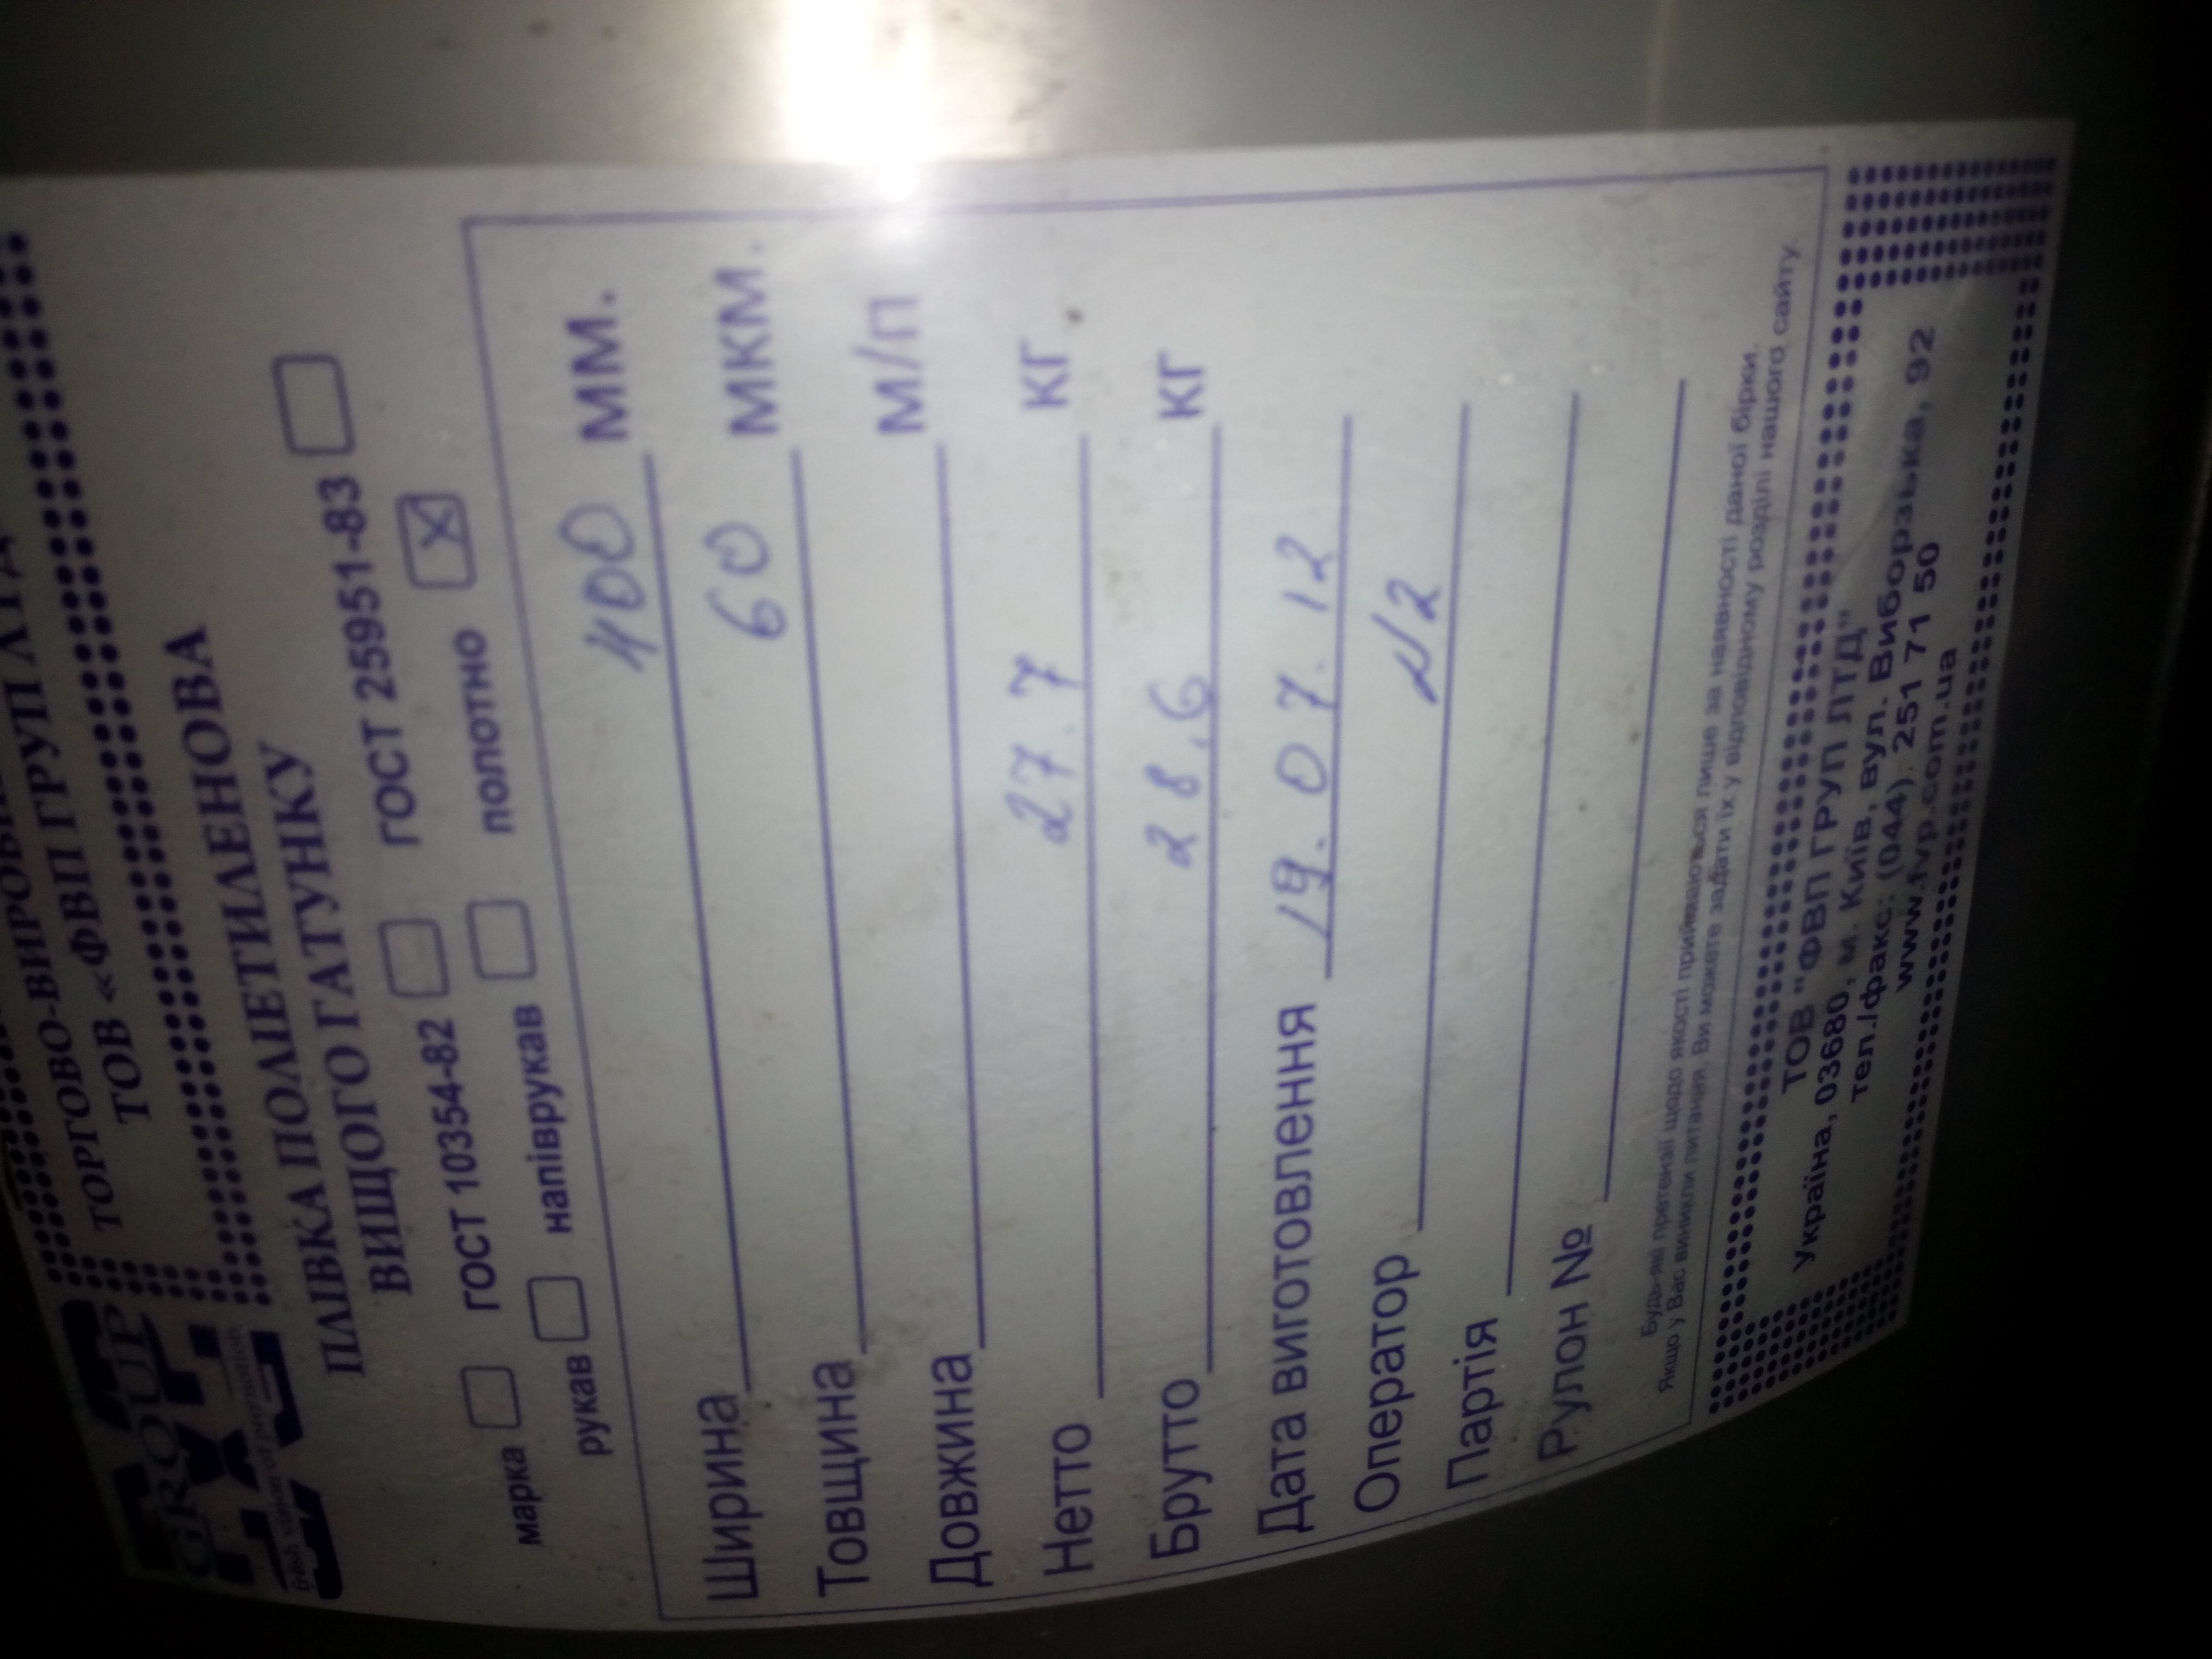 GROUP
ТОРГОВО-ВИРОБНИЧА
ТОВ «ФВП ГРУП ЛТД»
ПОЛІЕТИЛЕНОВА
ПЛІВКА ПОЛІЕТИЛЕНОВА
ВИЩОГО ГАТУНКУ
марка ГОСТ 10354-82 ГОСТ 25951-83
рукав напіврукав полотно X
Ширина 400 мм.
Товщина 60 мкм.
Довжина м/п
Нетто 27.7 кг
Брутто 28,6 кг
Дата виготовлення 19.07.12
Оператор N2
Партія
Рулон №
Будь-які претензії щодо якості приймаються лише за наявності даної бірки.
Якщо у Вас виникли питання, Ви можете задати їх у відповідному розділі нашого сайту.
ТОВ "ФВП ГРУП ЛТД"
Україна, 03680, м. Київ, вул. Виборзька, 92
тел./факс: (044) 251 71 50
www.fvp.com.ua